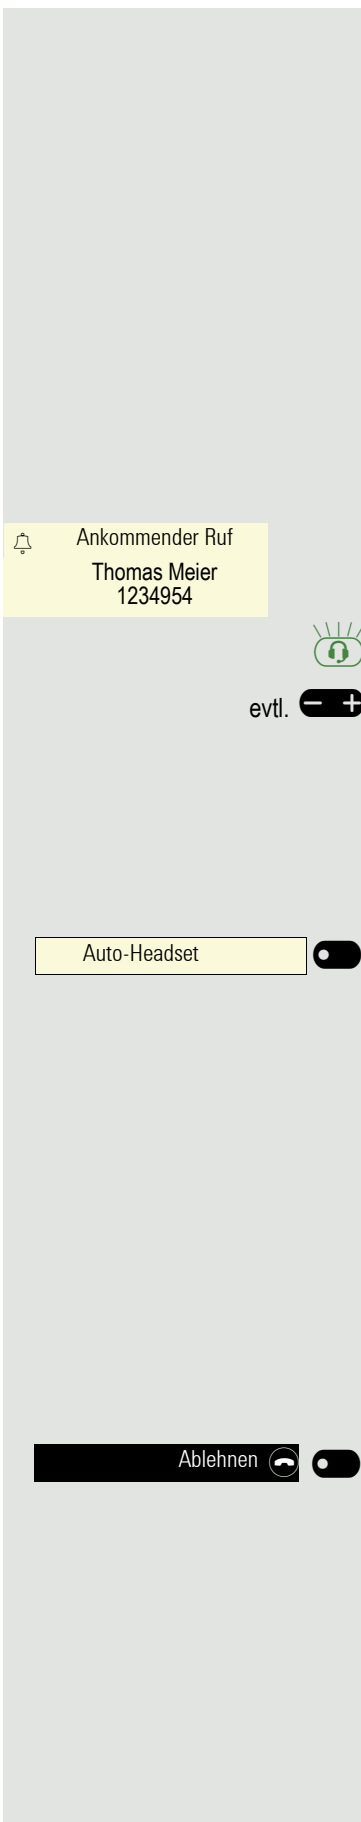 Ankommender Ruf
Thomas Meier
1234954
evtl. − +
Auto-Headset
Ablehnen